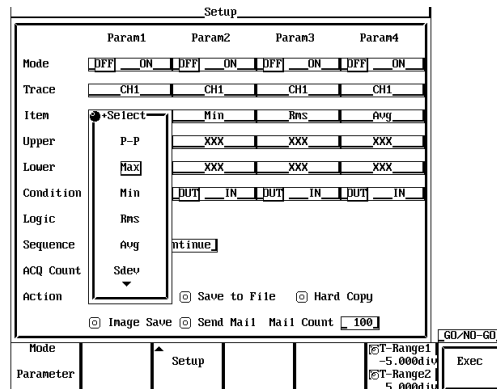 Setup
Param1 Param2 Param3 Param4
Mode OFF ON OFF ON OFF ON OFF ON
Trace CH1 CH1 CH1 CH1
Item +Select Min Rms Avg
Upper P-P XXX XXX XXX
Lower Max XXX XXX XXX
Condition Min OUT IN OUT IN OUT IN
Logic Rms
Sequence Avg ntinue
ACQ Count Sdev
Action Save to File Hard Copy
Image Save Send Mail Mail Count 100
GO/NO-GO
Mode Parameter
Setup
T-Range1
-5.000div
T-Range2
5.000div
Exec